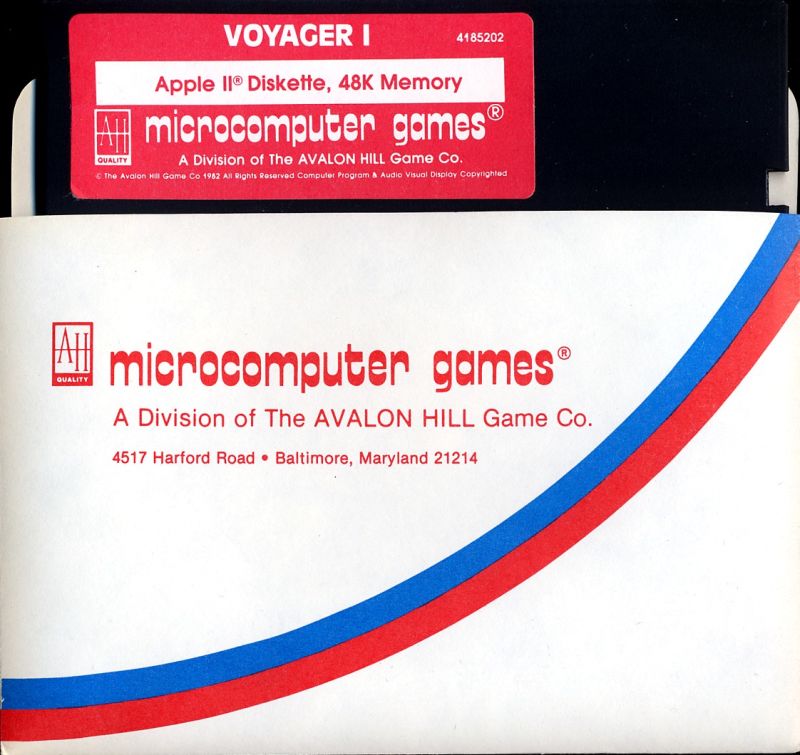 VOYAGER I
4185202
Apple II® Diskette, 48K Memory
AH
QUALITY
microcomputer games®
A Division of The AVALON HILL Game Co.
© The Avalon Hill Game Co 1982 All Rights Reserved Computer Program & Audio Visual Display Copyrighted
AH
QUALITY
microcomputer games®
A Division of The AVALON HILL Game Co.
4517 Harford Road • Baltimore, Maryland 21214